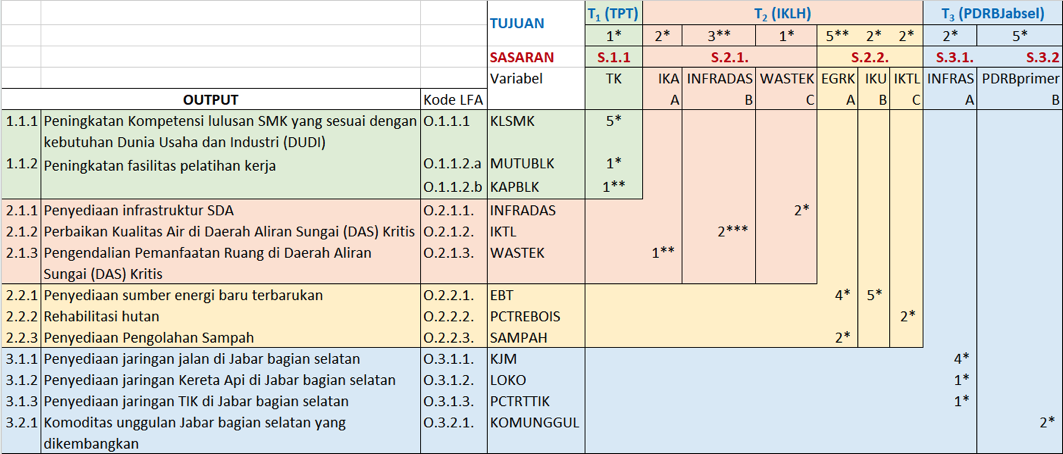 TUJUAN T₁ (TPT) T₂ (IKLH) T₃ (PDRBJabsel)
1* 2* 3** 1* 5** 2* 2* 2* 5*
SASARAN S.1.1 S.2.1. S.2.2. S.3.1. S.3.2
Variabel TK IKA INFRADAS WASTEK EGRK IKU IKTL INFRAS PDRBprimer
OUTPUT Kode LFA A B C A B C A B
1.1.1 Peningkatan Kompetensi lulusan SMK yang sesuai dengan O.1.1.1 KLSMK 5*
kebutuhan Dunia Usaha dan Industri (DUDI)
1.1.2 Peningkatan fasilitas pelatihan kerja O.1.1.2.a MUTUBLK 1*
O.1.1.2.b KAPBLK 1**
2.1.1 Penyediaan infrastruktur SDA O.2.1.1. INFRADAS 2*
2.1.2 Perbaikan Kualitas Air di Daerah Aliran Sungai (DAS) Kritis O.2.1.2. IKTL 2***
2.1.3 Pengendalian Pemanfaatan Ruang di Daerah Aliran O.2.1.3. WASTEK 1**
Sungai (DAS) Kritis
2.2.1 Penyediaan sumber energi baru terbarukan O.2.2.1. EBT 4* 5*
2.2.2 Rehabilitasi hutan O.2.2.2. PCTREBOIS 2*
2.2.3 Penyediaan Pengolahan Sampah O.2.2.3. SAMPAH 2*
3.1.1 Penyediaan jaringan jalan di Jabar bagian selatan O.3.1.1. KJM 4*
3.1.2 Penyediaan jaringan Kereta Api di Jabar bagian selatan O.3.1.2. LOKO 1*
3.1.3 Penyediaan jaringan TIK di Jabar bagian selatan O.3.1.3. PCTRTTIK 1*
3.2.1 Komoditas unggulan Jabar bagian selatan yang O.3.2.1. KOMUNGGUL 2*
dikembangkan